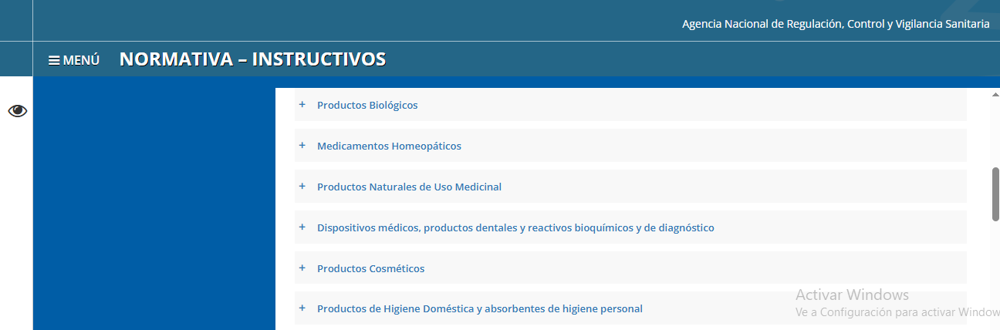 Agencia Nacional de Regulación, Control y Vigilancia Sanitaria
MENÚ
NORMATIVA – INSTRUCTIVOS
+ Productos Biológicos
+ Medicamentos Homeopáticos
+ Productos Naturales de Uso Medicinal
+ Dispositivos médicos, productos dentales y reactivos bioquímicos y de diagnóstico
+ Productos Cosméticos
+ Productos de Higiene Doméstica y absorbentes de higiene personal
Activar Windows
Ve a Configuración para activar Window